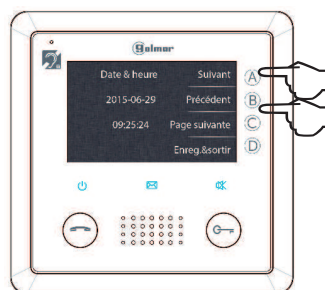 Golmar
Date & heure Suivant A
2015-06-29 Précédent B
09:25:24 Page suivante C
Enreg.&sortir D